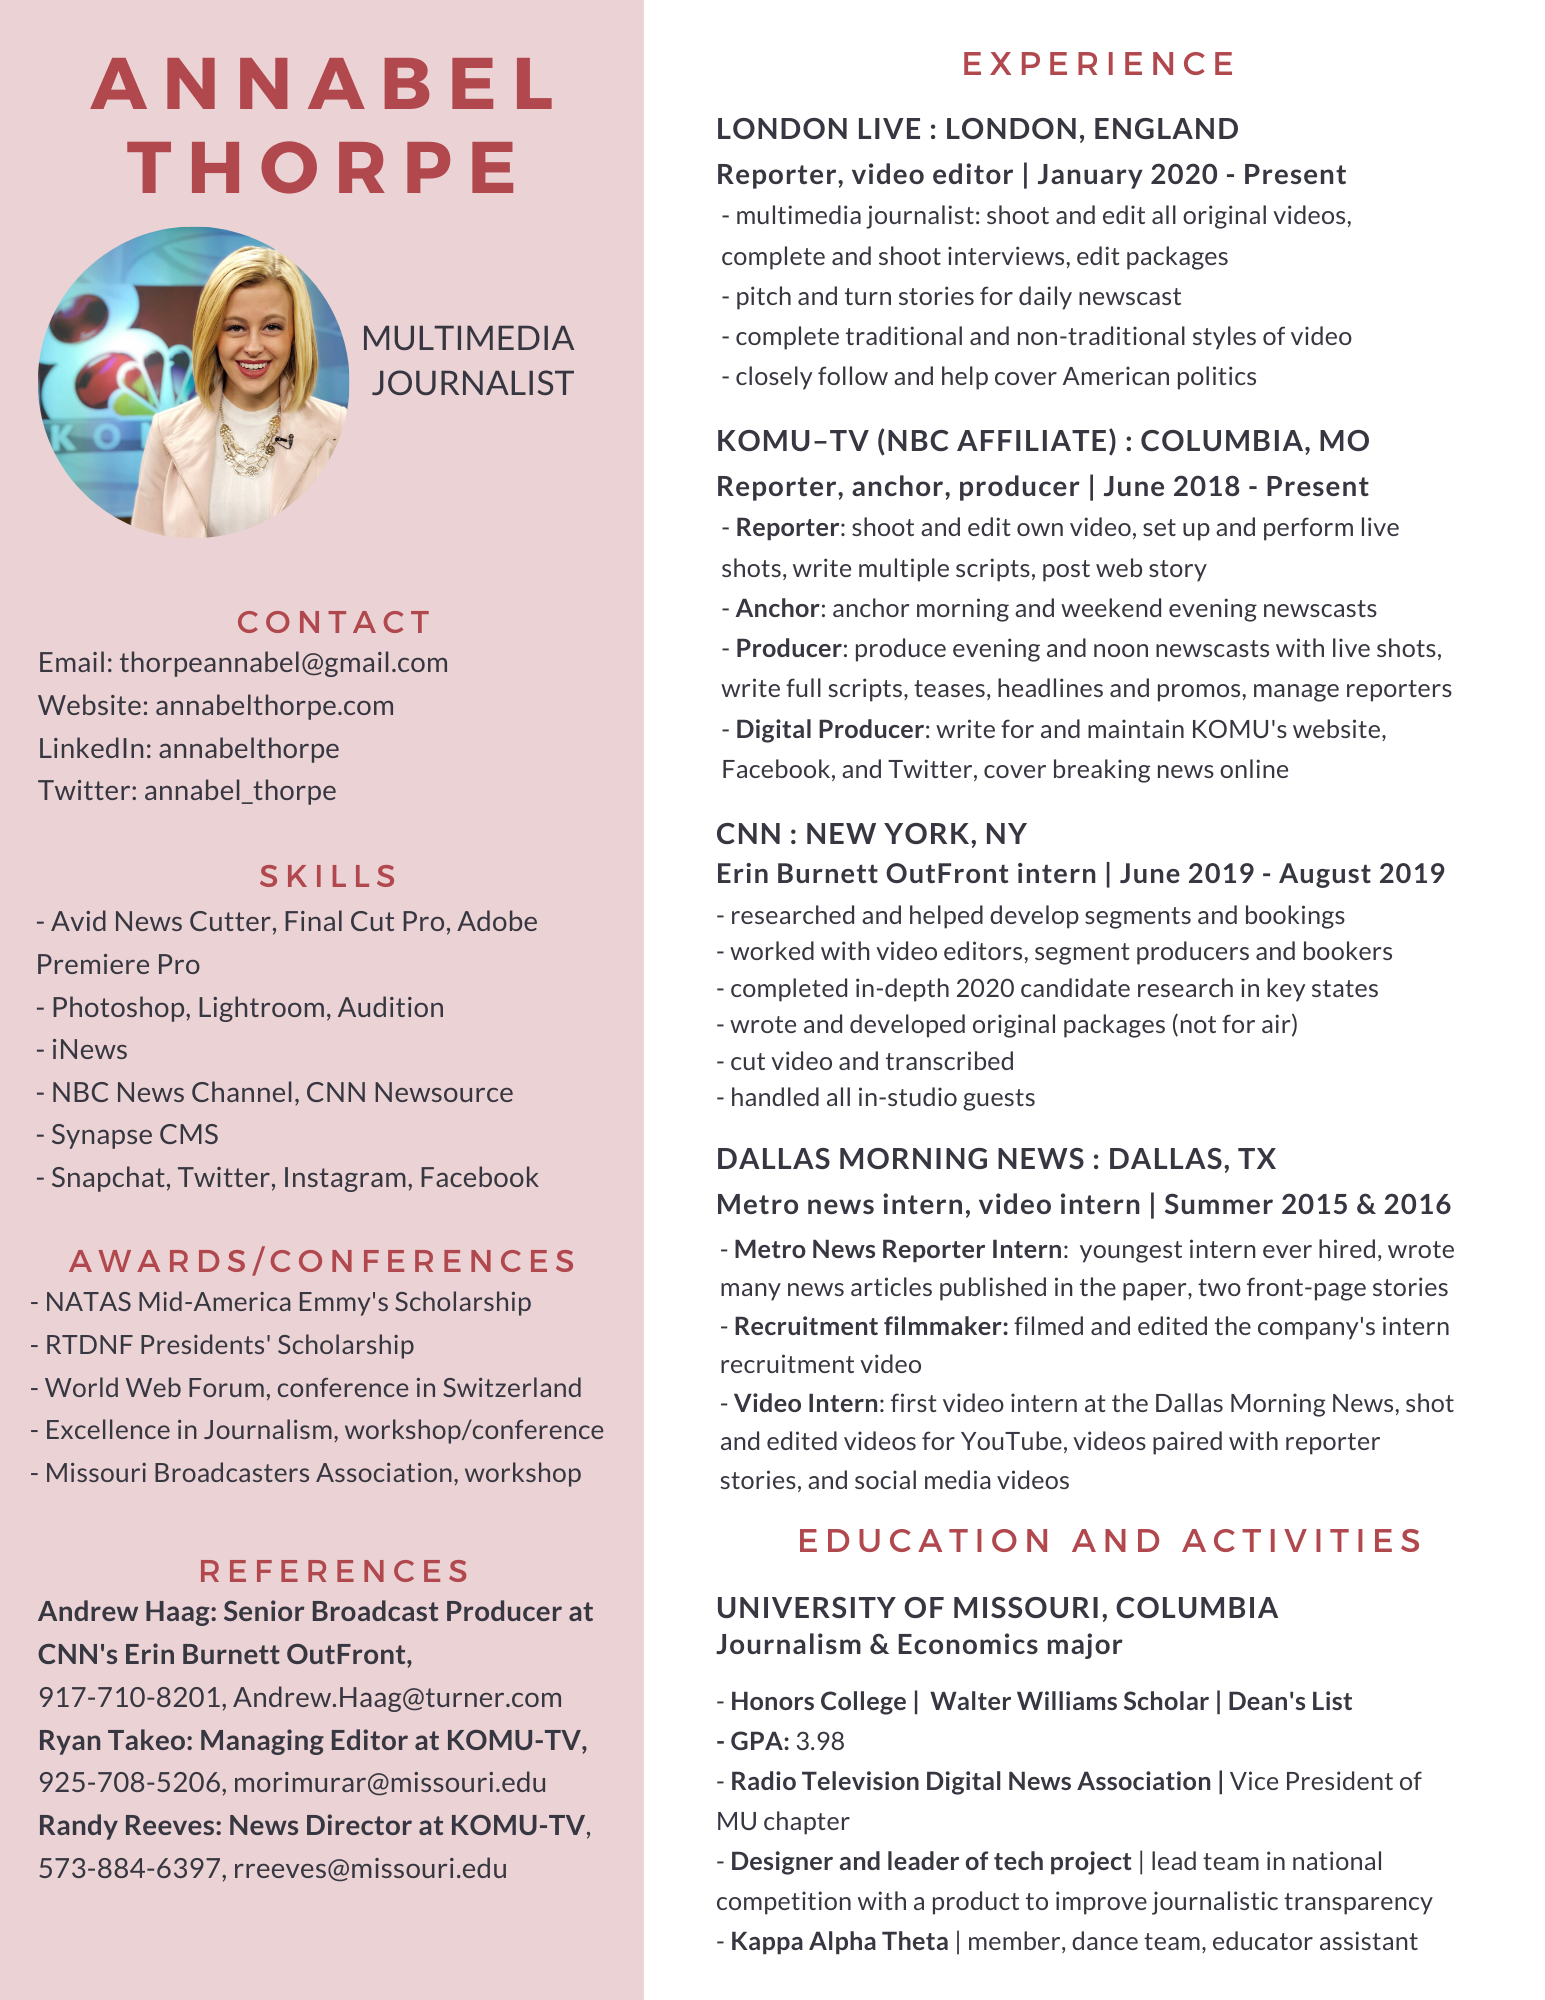 ANNABEL
THORPE
KO
MULTIMEDIA
JOURNALIST
CONTACT
Email: thorpeannabel@gmail.com
Website: annabelthorpe.com
LinkedIn: annabelthorpe
Twitter: annabel_thorpe
SKILLS
- Avid News Cutter, Final Cut Pro, Adobe
Premiere Pro
- Photoshop, Lightroom, Audition
- iNews
- NBC News Channel, CNN Newsource
- Synapse CMS
- Snapchat, Twitter, Instagram, Facebook
AWARDS/CONFERENCES
- NATAS Mid-America Emmy's Scholarship
- RTDNF Presidents' Scholarship
- World Web Forum, conference in Switzerland
- Excellence in Journalism, workshop/conference
- Missouri Broadcasters Association, workshop
REFERENCES
Andrew Haag: Senior Broadcast Producer at
CNN's Erin Burnett OutFront,
917-710-8201, Andrew.Haag@turner.com
Ryan Takeo: Managing Editor at KOMU-TV,
925-708-5206, morimurar@missouri.edu
Randy Reeves: News Director at KOMU-TV,
573-884-6397, rreeves@missouri.edu
EXPERIENCE
LONDON LIVE : LONDON, ENGLAND
Reporter, video editor | January 2020 - Present
- multimedia journalist: shoot and edit all original videos,
complete and shoot interviews, edit packages
- pitch and turn stories for daily newscast
- complete traditional and non-traditional styles of video
- closely follow and help cover American politics
KOMU–TV (NBC AFFILIATE) : COLUMBIA, MO
Reporter, anchor, producer | June 2018 - Present
- Reporter: shoot and edit own video, set up and perform live
shots, write multiple scripts, post web story
- Anchor: anchor morning and weekend evening newscasts
- Producer: produce evening and noon newscasts with live shots,
write full scripts, teases, headlines and promos, manage reporters
- Digital Producer: write for and maintain KOMU's website,
Facebook, and Twitter, cover breaking news online
CNN : NEW YORK, NY
Erin Burnett OutFront intern | June 2019 - August 2019
- researched and helped develop segments and bookings
- worked with video editors, segment producers and bookers
- completed in-depth 2020 candidate research in key states
- wrote and developed original packages (not for air)
- cut video and transcribed
- handled all in-studio guests
DALLAS MORNING NEWS : DALLAS, TX
Metro news intern, video intern | Summer 2015 & 2016
- Metro News Reporter Intern:  youngest intern ever hired, wrote
many news articles published in the paper, two front-page stories
- Recruitment filmmaker: filmed and edited the company's intern
recruitment video
- Video Intern: first video intern at the Dallas Morning News, shot
and edited videos for YouTube, videos paired with reporter
stories, and social media videos
EDUCATION AND ACTIVITIES
UNIVERSITY OF MISSOURI, COLUMBIA
Journalism & Economics major
- Honors College |  Walter Williams Scholar | Dean's List
- GPA: 3.98
- Radio Television Digital News Association | Vice President of
MU chapter
- Designer and leader of tech project | lead team in national
competition with a product to improve journalistic transparency
- Kappa Alpha Theta | member, dance team, educator assistant